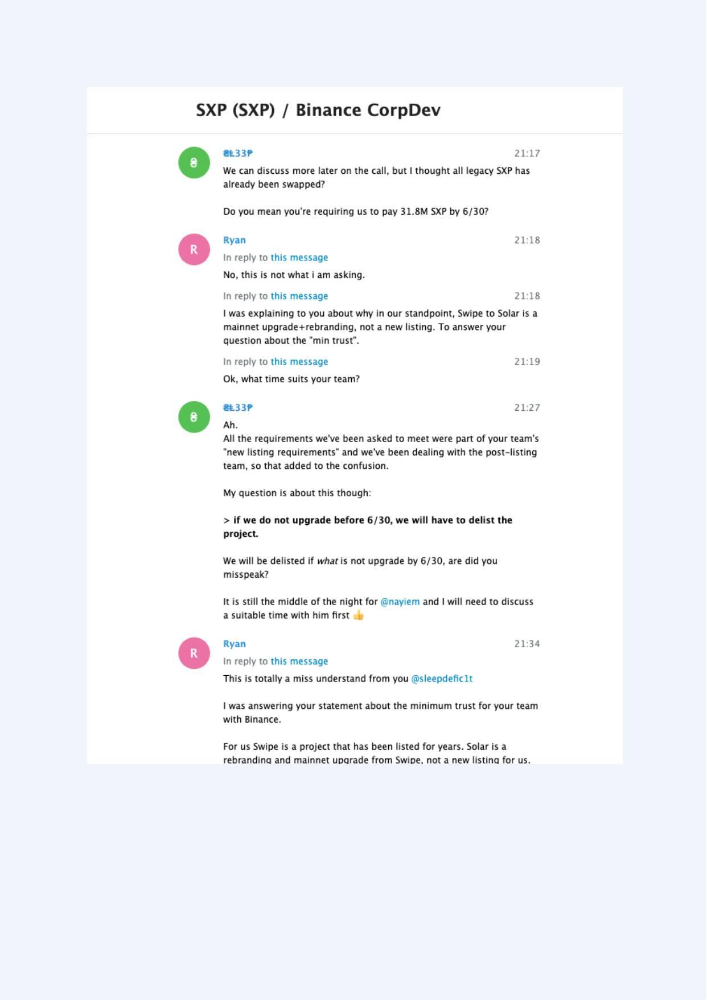 SXP (SXP) / Binance CorpDev
₴
₴Ⱡ33₱ 21:17
We can discuss more later on the call, but I thought all legacy SXP has
already been swapped?
Do you mean you're requiring us to pay 31.8M SXP by 6/30?
R
Ryan 21:18
In reply to this message
No, this is not what i am asking.
In reply to this message 21:18
I was explaining to you about why in our standpoint, Swipe to Solar is a
mainnet upgrade+rebranding, not a new listing. To answer your
question about the "min trust".
In reply to this message 21:19
Ok, what time suits your team?
₴
₴Ⱡ33₱ 21:27
Ah.
All the requirements we've been asked to meet were part of your team's
"new listing requirements" and we've been dealing with the post-listing
team, so that added to the confusion.
My question is about this though:
> if we do not upgrade before 6/30, we will have to delist the
project.
We will be delisted if what is not upgrade by 6/30, are did you
misspeak?
It is still the middle of the night for @nayiem and I will need to discuss
a suitable time with him first 👍
R
Ryan 21:34
In reply to this message
This is totally a miss understand from you @sleepdefic1t
I was answering your statement about the minimum trust for your team
with Binance.
For us Swipe is a project that has been listed for years. Solar is a
rebranding and mainnet upgrade from Swipe, not a new listing for us.